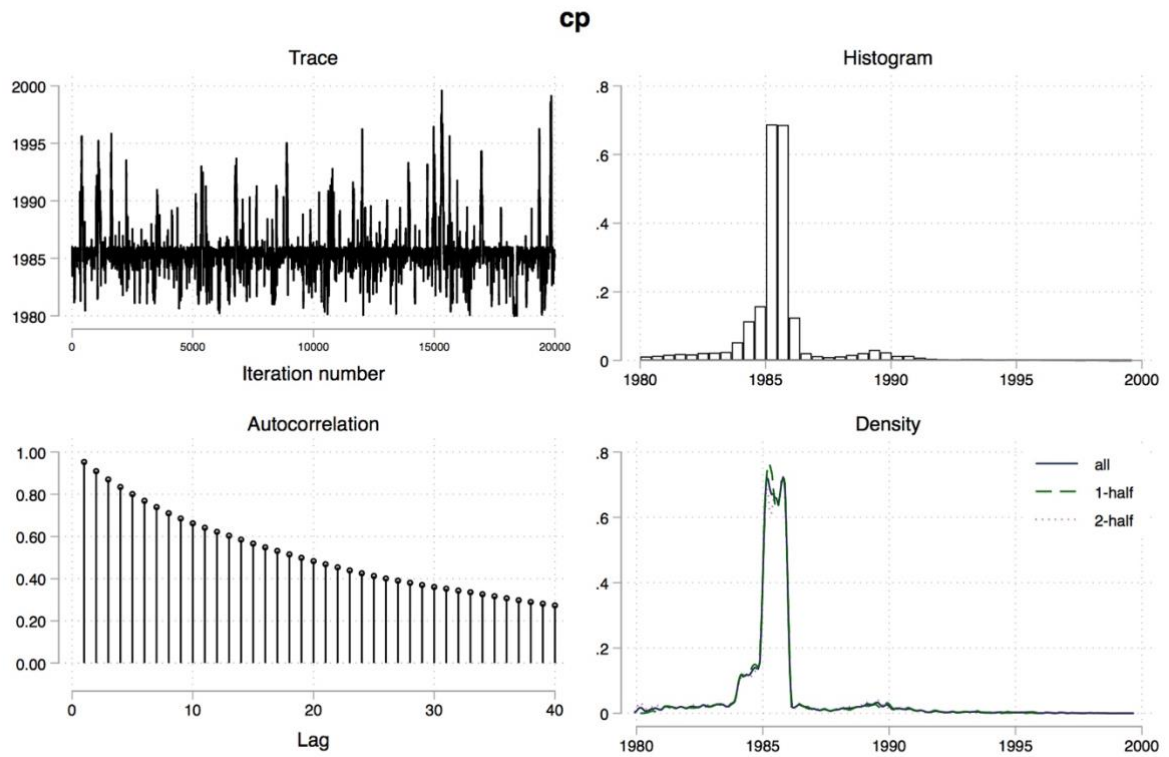 cp
Trace
2000
1995
1990
1985
1980
0 5000 10000 15000 20000
Iteration number
Histogram
.8
.6
.4
.2
0
1980 1985 1990 1995 2000
Autocorrelation
1.00
0.80
0.60
0.40
0.20
0.00
0 10 20 30 40
Lag
Density
.8
.6
.4
.2
0
1980 1985 1990 1995 2000
all
1-half
2-half